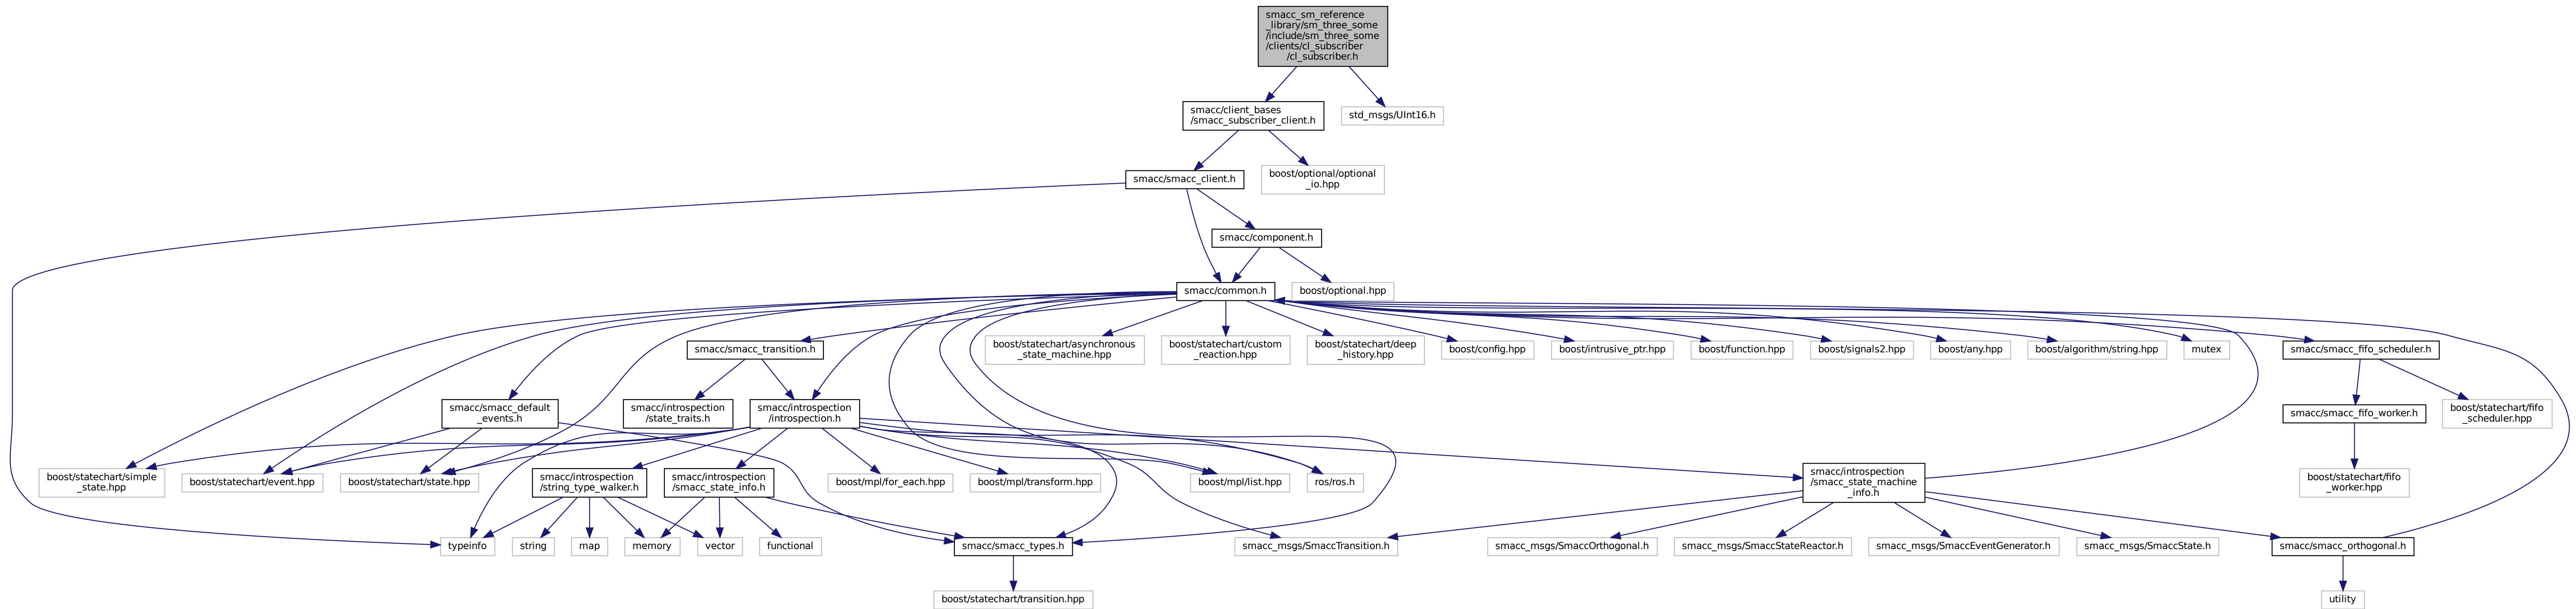 smacc_sm_reference
_library/sm_three_some
/include/sm_three_some
/clients/cl_subscriber
/cl_subscriber.h
smacc/client_bases
/smacc_subscriber_client.h
std_msgs/UInt16.h
smacc/smacc_client.h
boost/optional/optional
_io.hpp
smacc/component.h
smacc/common.h
boost/optional.hpp
smacc/smacc_transition.h
boost/statechart/asynchronous
_state_machine.hpp
boost/statechart/custom
_reaction.hpp
boost/statechart/deep
_history.hpp
boost/config.hpp
boost/intrusive_ptr.hpp
boost/function.hpp
boost/signals2.hpp
boost/any.hpp
boost/algorithm/string.hpp
mutex
smacc/smacc_fifo_scheduler.h
smacc/smacc_default
_events.h
smacc/introspection
/state_traits.h
smacc/introspection
/introspection.h
smacc/smacc_fifo_worker.h
boost/statechart/fifo
_scheduler.hpp
boost/statechart/simple
_state.hpp
boost/statechart/event.hpp
boost/statechart/state.hpp
smacc/introspection
/string_type_walker.h
smacc/introspection
/smacc_state_info.h
boost/mpl/for_each.hpp
boost/mpl/transform.hpp
boost/mpl/list.hpp
ros/ros.h
smacc/introspection
/smacc_state_machine
_info.h
boost/statechart/fifo
_worker.hpp
typeinfo
string
map
memory
vector
functional
smacc/smacc_types.h
smacc_msgs/SmaccTransition.h
smacc_msgs/SmaccOrthogonal.h
smacc_msgs/SmaccStateReactor.h
smacc_msgs/SmaccEventGenerator.h
smacc_msgs/SmaccState.h
smacc/smacc_orthogonal.h
boost/statechart/transition.hpp
utility